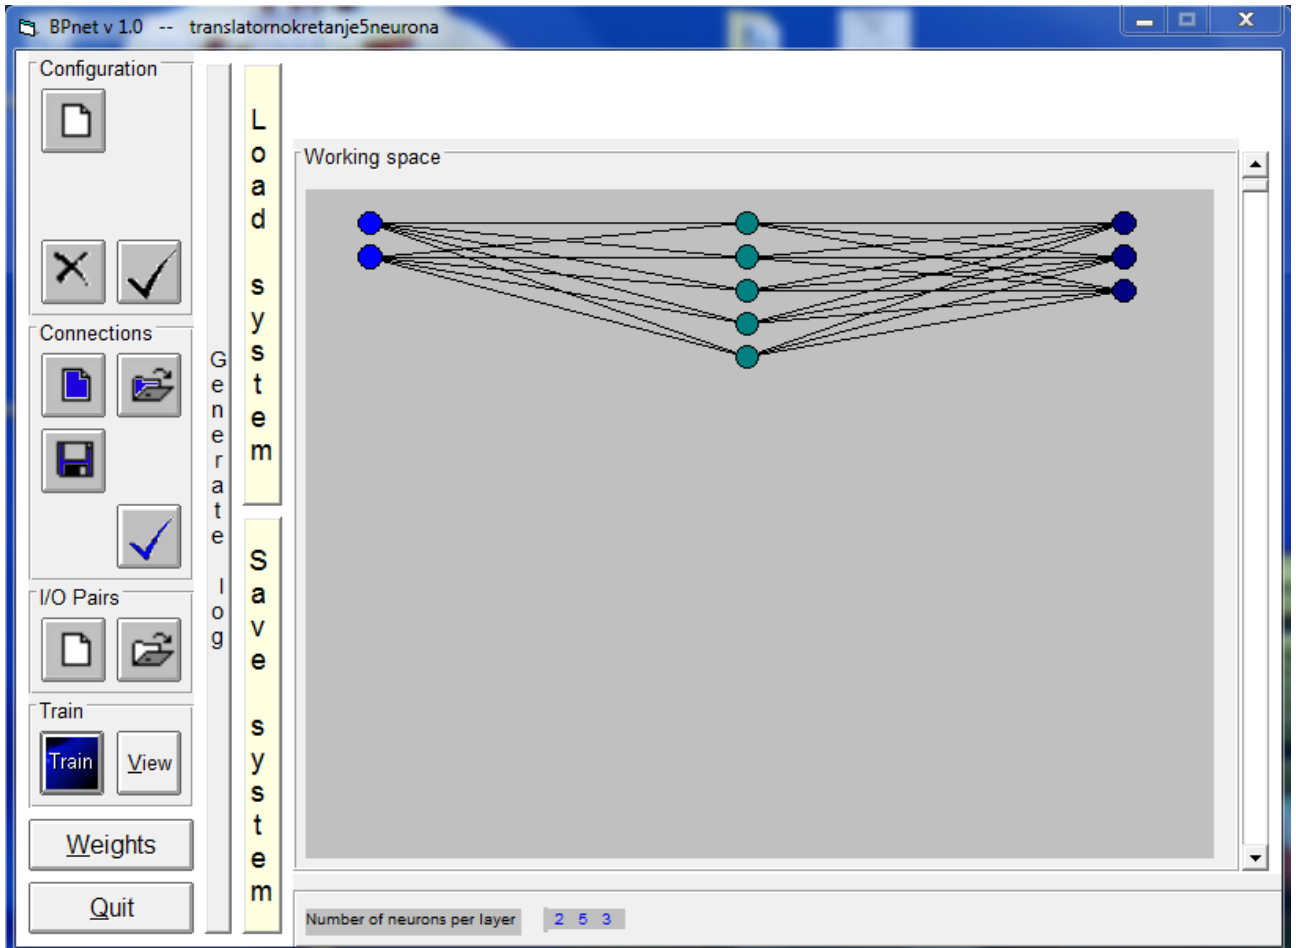 BPnet v 1.0 -- translatornokretanje5neurona
Configuration
Connections
I/O Pairs
Train
Train
View
Weights
Quit
Generate log
Load system
Save system
Working space
Number of neurons per layer 2 5 3